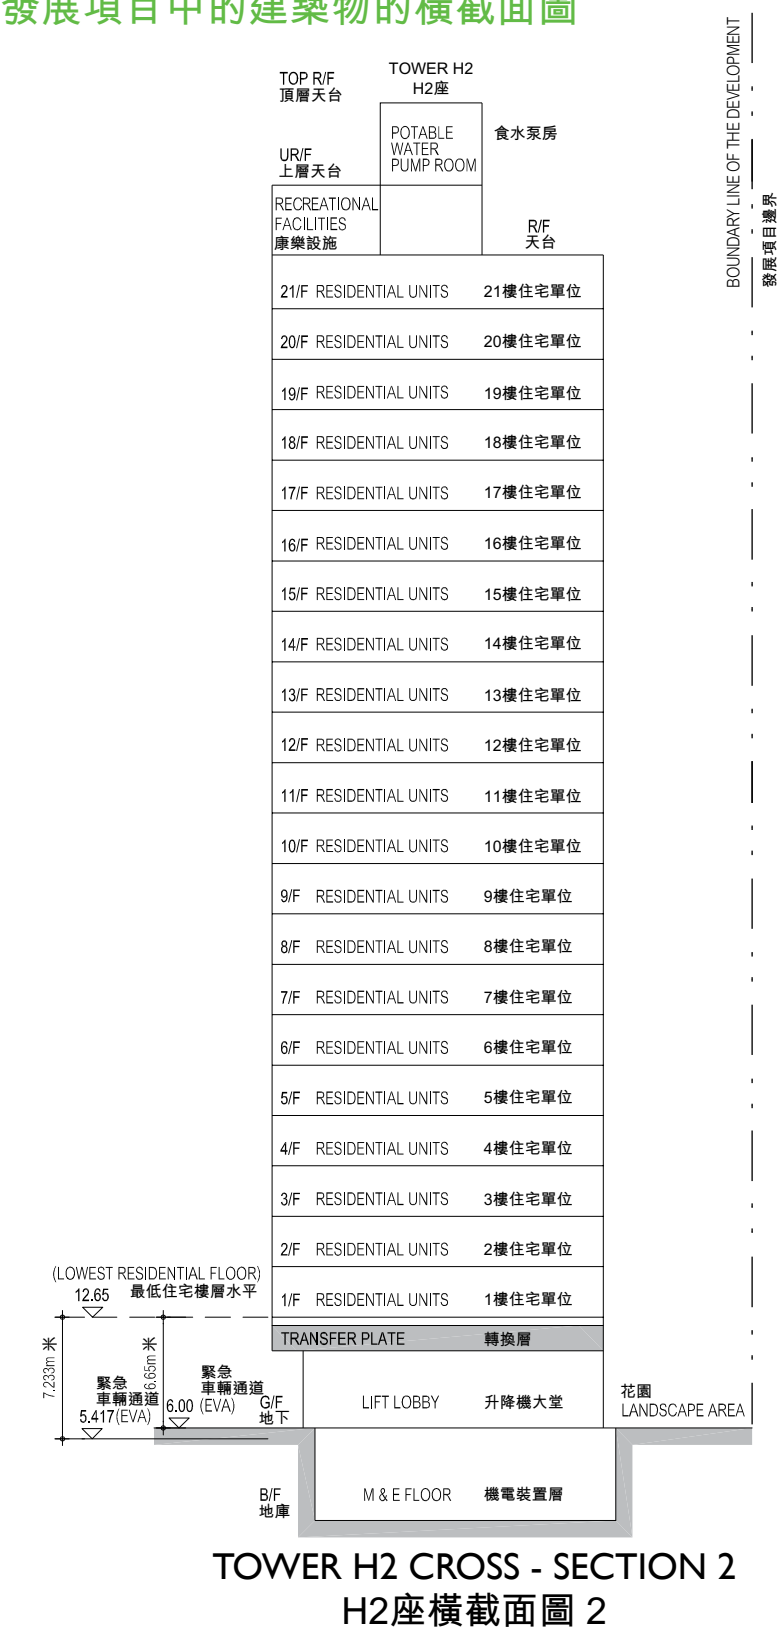 發展項目中的建築物的橫截面圖
TOWER H2
H2座
TOP R/F
頂層天台
POTABLE
WATER
PUMP ROOM
食水泵房
UR/F
上層天台
RECREATIONAL
FACILITIES
康樂設施
R/F
天台
BOUNDARY LINE OF THE DEVELOPMENT
發展項目邊界
21/F RESIDENTIAL UNITS 21樓住宅單位
20/F RESIDENTIAL UNITS 20樓住宅單位
19/F RESIDENTIAL UNITS 19樓住宅單位
18/F RESIDENTIAL UNITS 18樓住宅單位
17/F RESIDENTIAL UNITS 17樓住宅單位
16/F RESIDENTIAL UNITS 16樓住宅單位
15/F RESIDENTIAL UNITS 15樓住宅單位
14/F RESIDENTIAL UNITS 14樓住宅單位
13/F RESIDENTIAL UNITS 13樓住宅單位
12/F RESIDENTIAL UNITS 12樓住宅單位
11/F RESIDENTIAL UNITS 11樓住宅單位
10/F RESIDENTIAL UNITS 10樓住宅單位
9/F RESIDENTIAL UNITS 9樓住宅單位
8/F RESIDENTIAL UNITS 8樓住宅單位
7/F RESIDENTIAL UNITS 7樓住宅單位
6/F RESIDENTIAL UNITS 6樓住宅單位
5/F RESIDENTIAL UNITS 5樓住宅單位
4/F RESIDENTIAL UNITS 4樓住宅單位
3/F RESIDENTIAL UNITS 3樓住宅單位
2/F RESIDENTIAL UNITS 2樓住宅單位
1/F RESIDENTIAL UNITS 1樓住宅單位
(LOWEST RESIDENTIAL FLOOR)
12.65 最低住宅樓層水平
TRANSFER PLATE 轉換層
7.233m 米
6.65m 米
緊急
車輛通道
5.417(EVA)
緊急
車輛通道
6.00 (EVA)
G/F
地下
LIFT LOBBY 升降機大堂
花園
LANDSCAPE AREA
B/F
地庫
M & E FLOOR 機電裝置層
TOWER H2 CROSS - SECTION 2
H2座橫截面圖 2